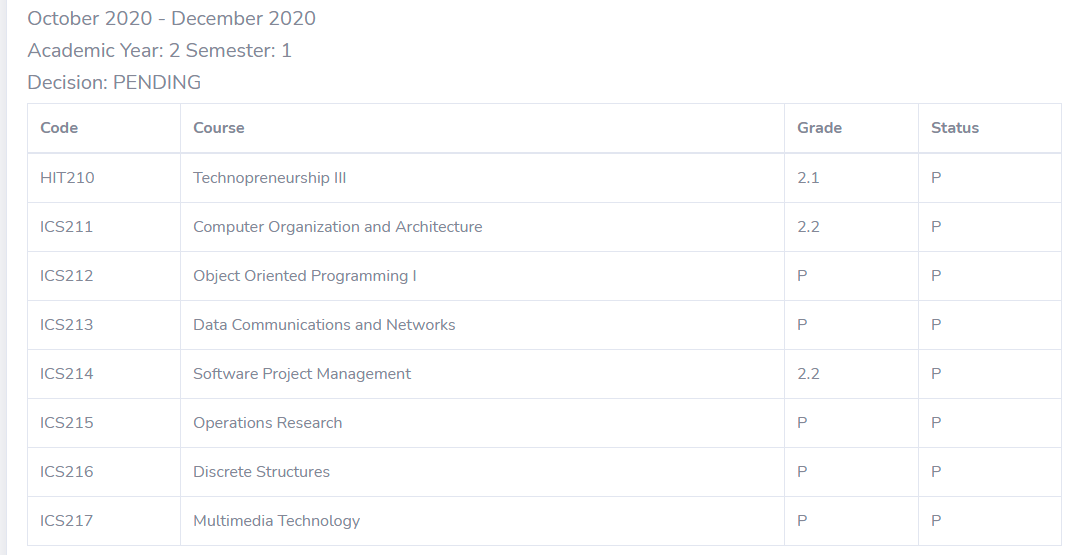 October 2020 - December 2020
Academic Year: 2 Semester: 1
Decision: PENDING
Code Course Grade Status
HIT210 Technopreneurship III 2.1 P
ICS211 Computer Organization and Architecture 2.2 P
ICS212 Object Oriented Programming I P P
ICS213 Data Communications and Networks P P
ICS214 Software Project Management 2.2 P
ICS215 Operations Research P P
ICS216 Discrete Structures P P
ICS217 Multimedia Technology P P